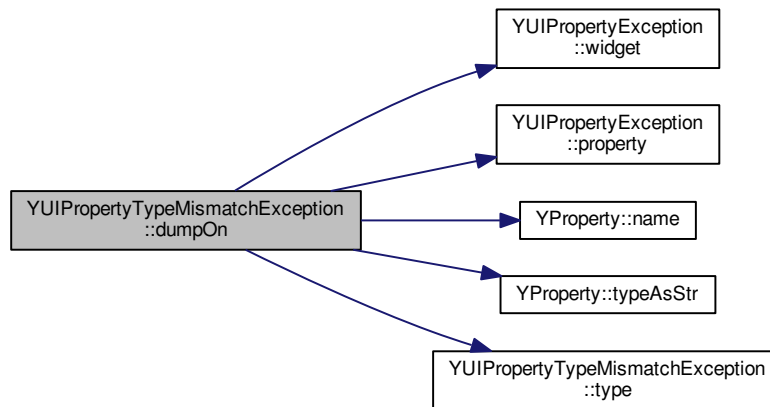 YUIPropertyException
::widget
YUIPropertyException
::property
YUIPropertyTypeMismatchException
::dumpOn
YProperty::name
YProperty::typeAsStr
YUIPropertyTypeMismatchException
::type